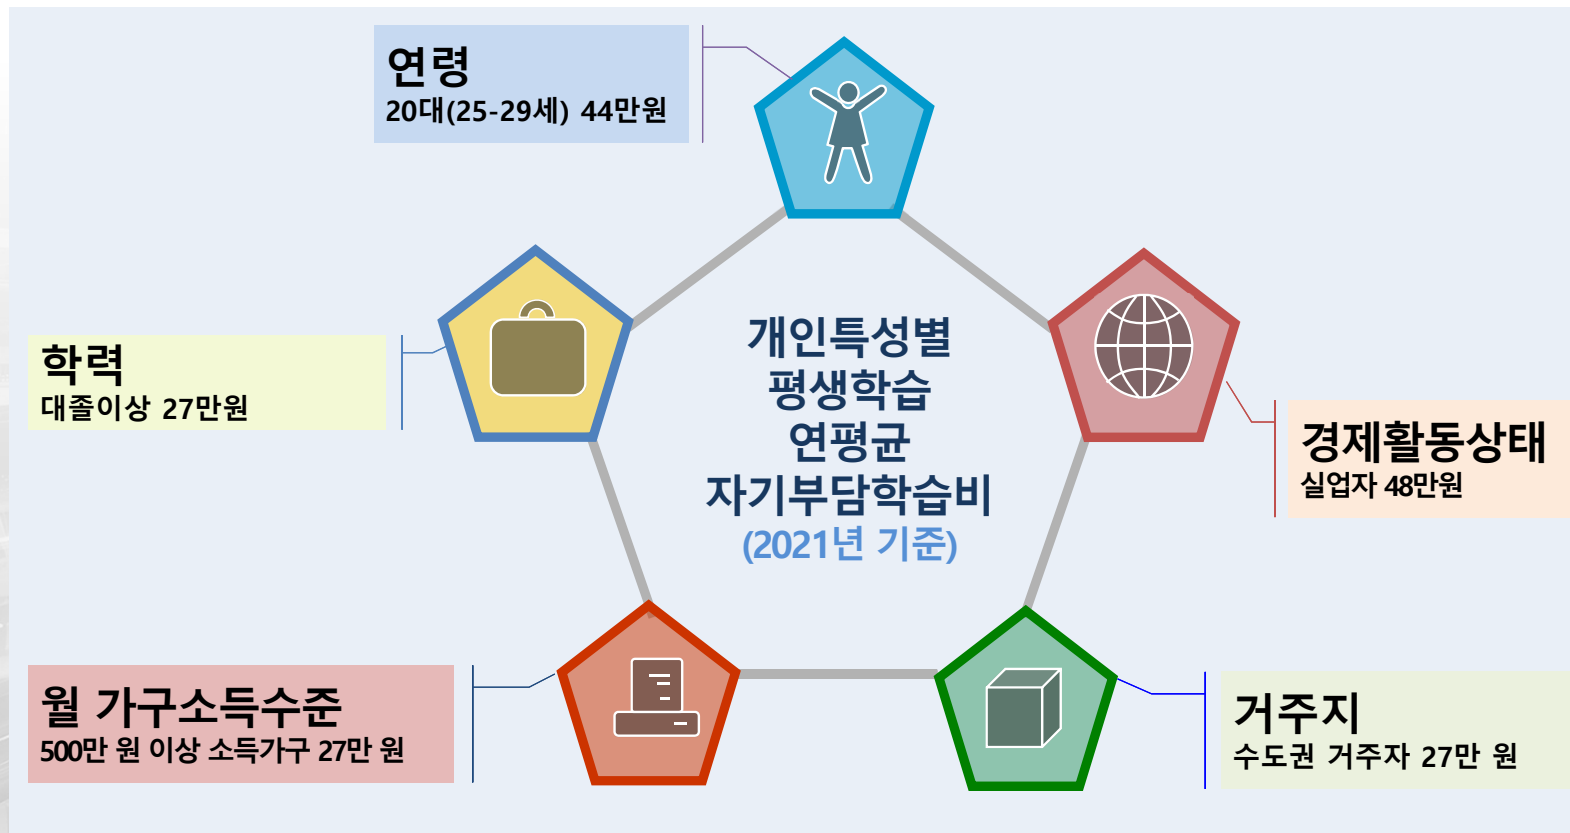 연령
20대(25-29세) 44만원
학력
대졸이상 27만원
개인특성별
평생학습
연평균
자기부담학습비
(2021년 기준)
경제활동상태
실업자 48만원
월 가구소득수준
500만 원 이상 소득가구 27만 원
거주지
수도권 거주자 27만 원